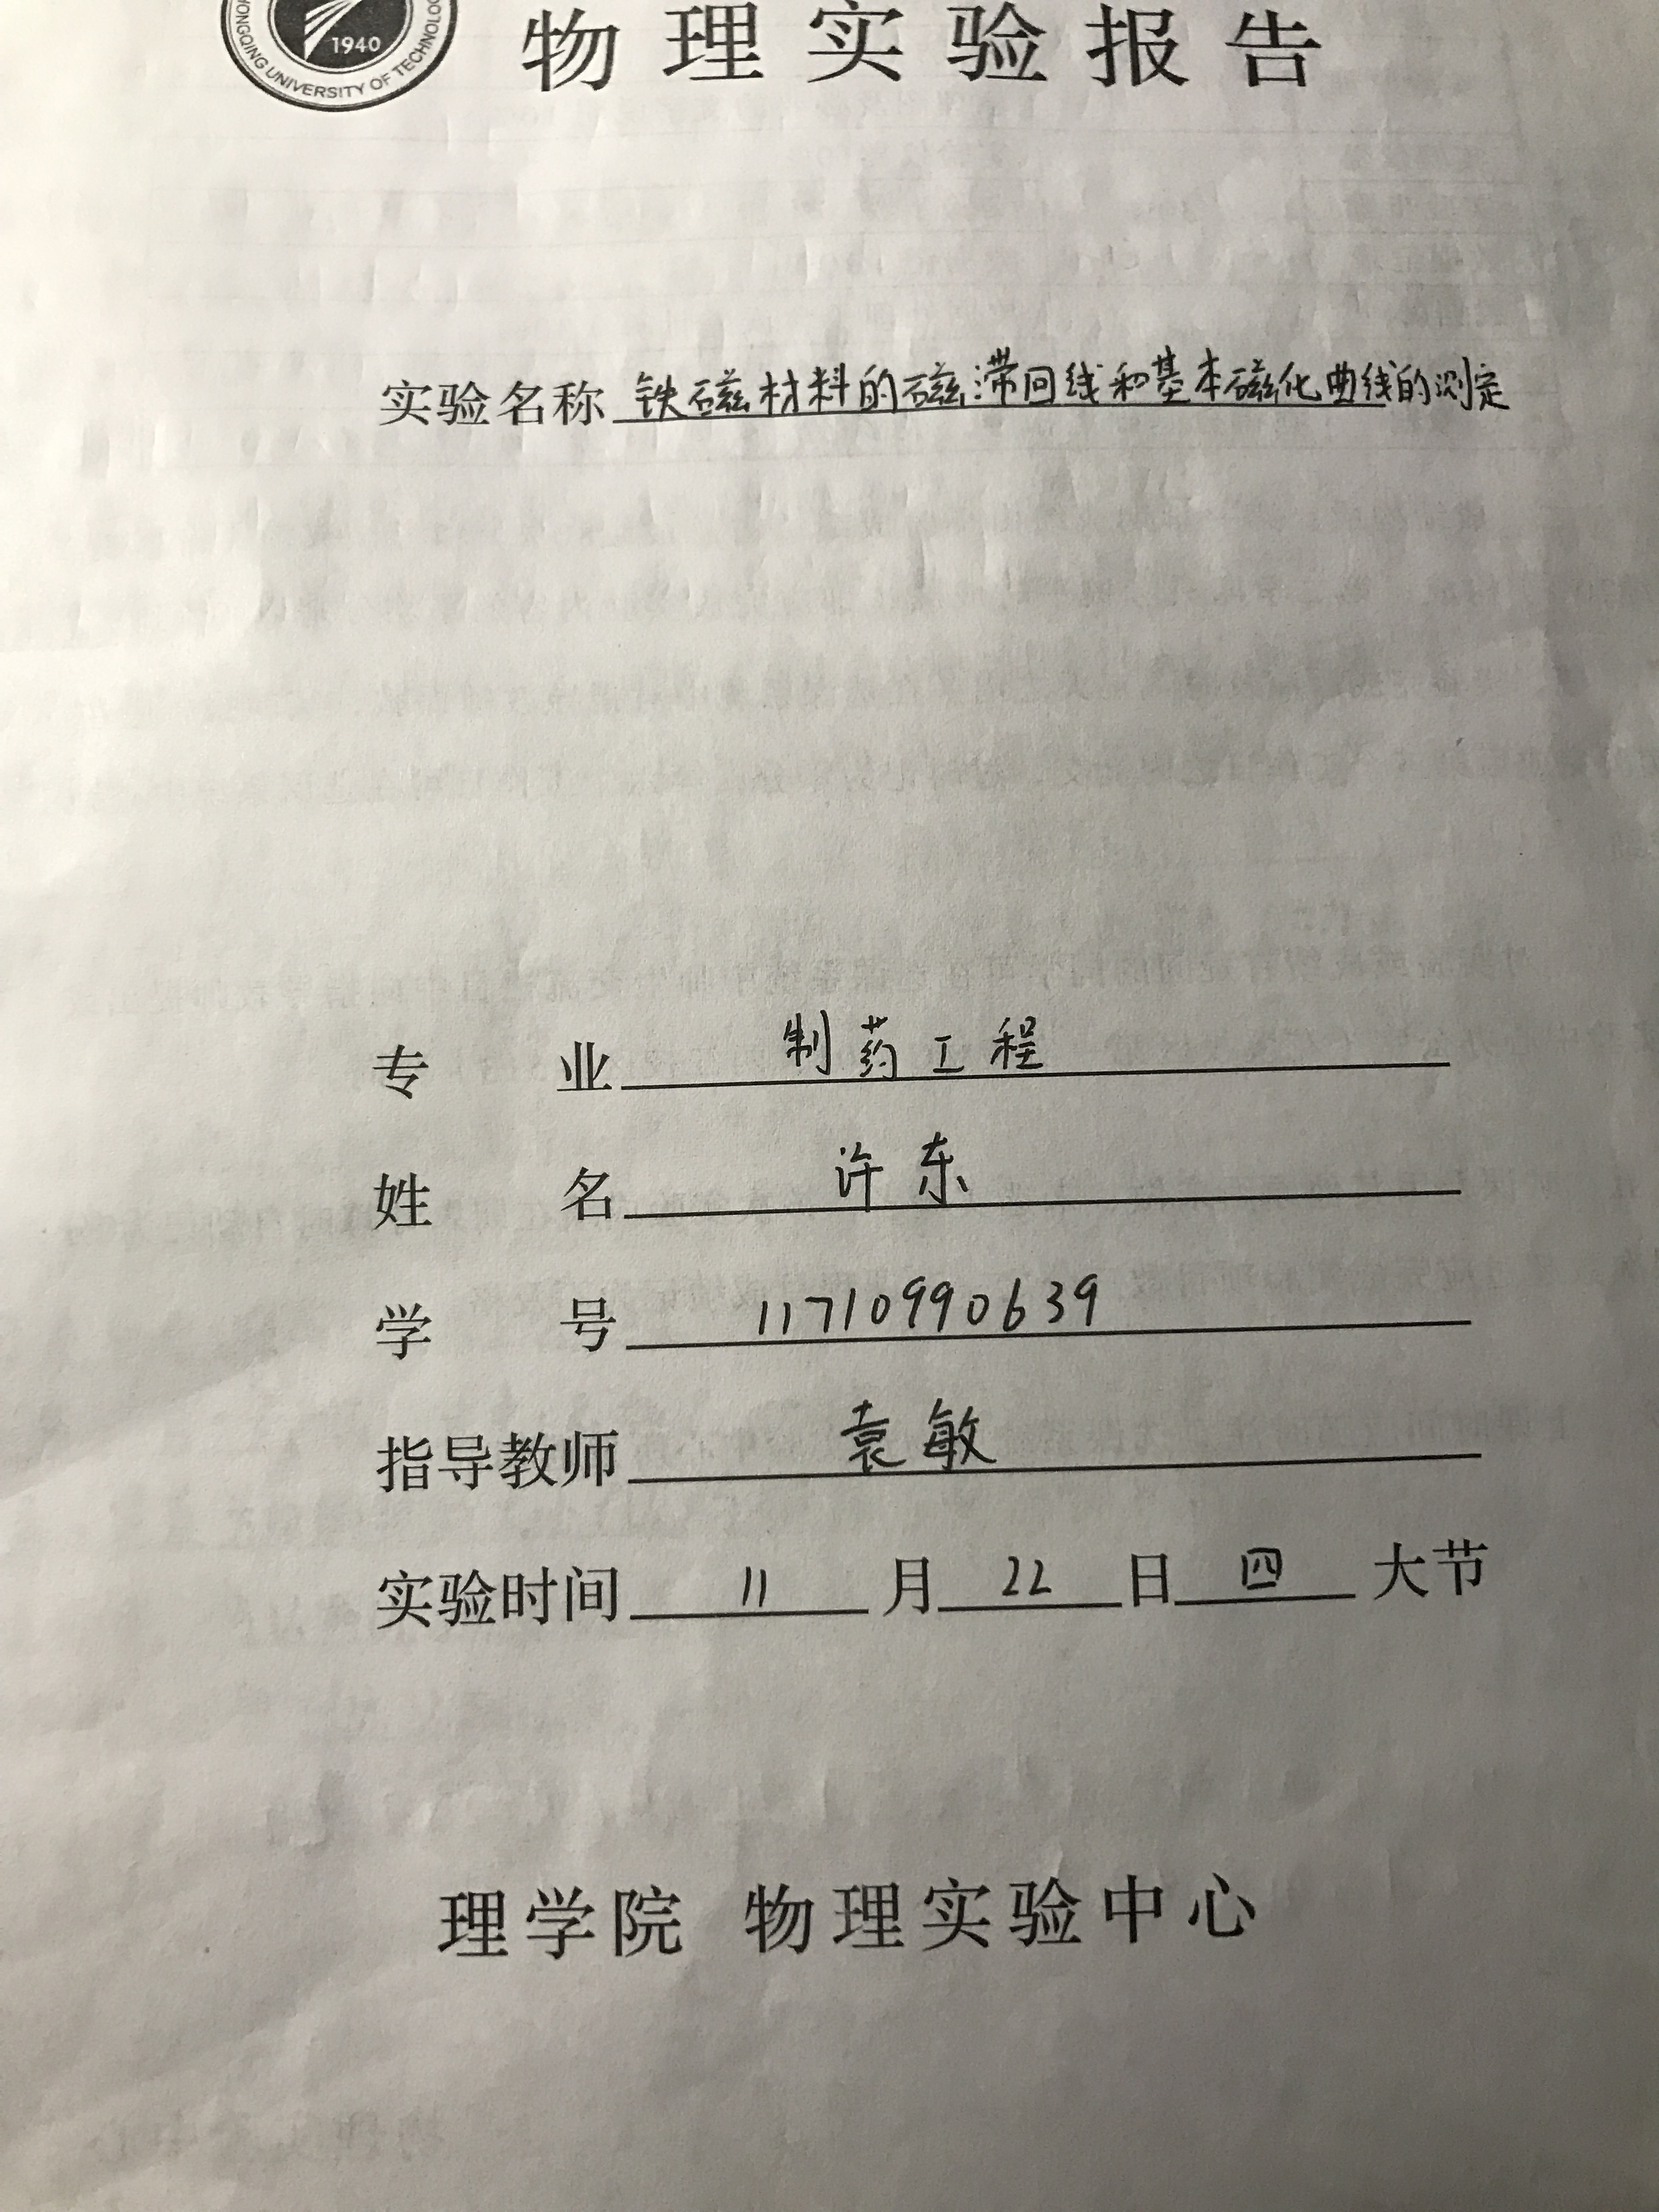 1940
NGQING UNIVERSITY OF TECHNOLOG
物理实验报告
实验名称 铁磁材料的磁滞回线和基本磁化曲线的测定
专业 制药工程
姓名 许东
学号 11710990639
指导教师 袁敏
实验时间 11 月 22 日 四 大节
理学院 物理实验中心